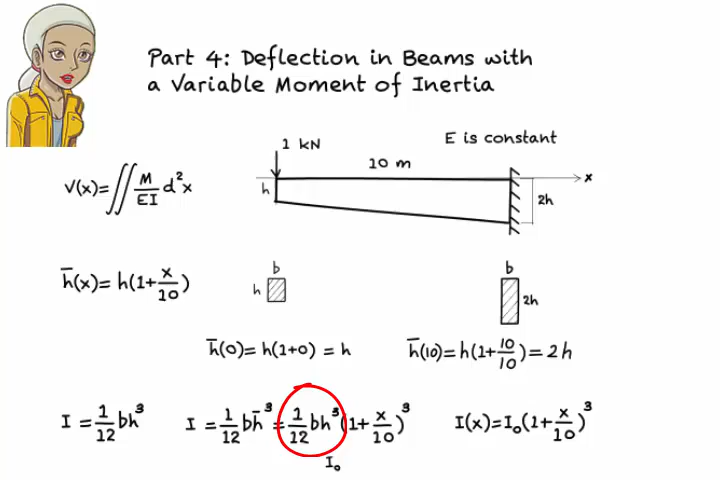 Part 4: Deflection in Beams with
a Variable Moment of Inertia
E is constant
1 kN
10 m
x
h
2h
V(x)=∬ M/EI d²x
h̄(x)= h(1+x/10)
b
h
b
2h
h̄(0)=h(1+0) = h
h̄(10)=h(1+10/10)=2h
I = 1/12 bh³
I = 1/12 bh̄³ = 1/12 bh³(1+x/10)³
I(x)=I₀(1+x/10)³
I₀